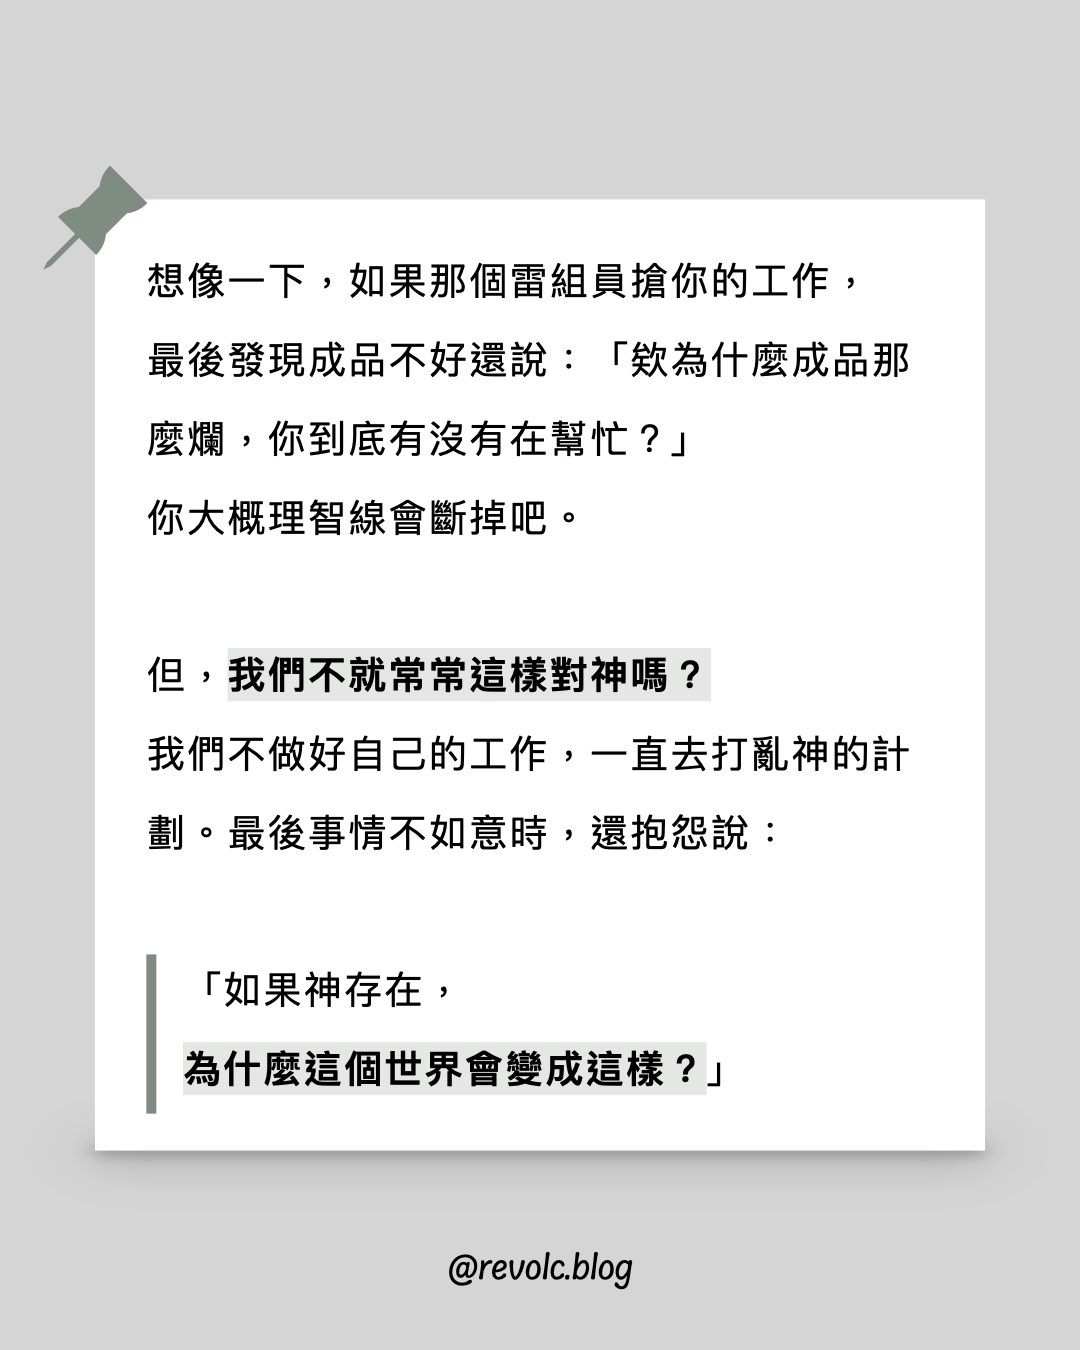 想像一下，如果那個雷組員搶你的工作，
最後發現成品不好還說：「欸為什麼成品那
麼爛，你到底有沒有在幫忙？」
你大概理智線會斷掉吧。
但，我們不就常常這樣對神嗎？
我們不做好自己的工作，一直去打亂神的計
劃。最後事情不如意時，還抱怨說：
「如果神存在，
為什麼這個世界會變成這樣？」
@revolc.blog